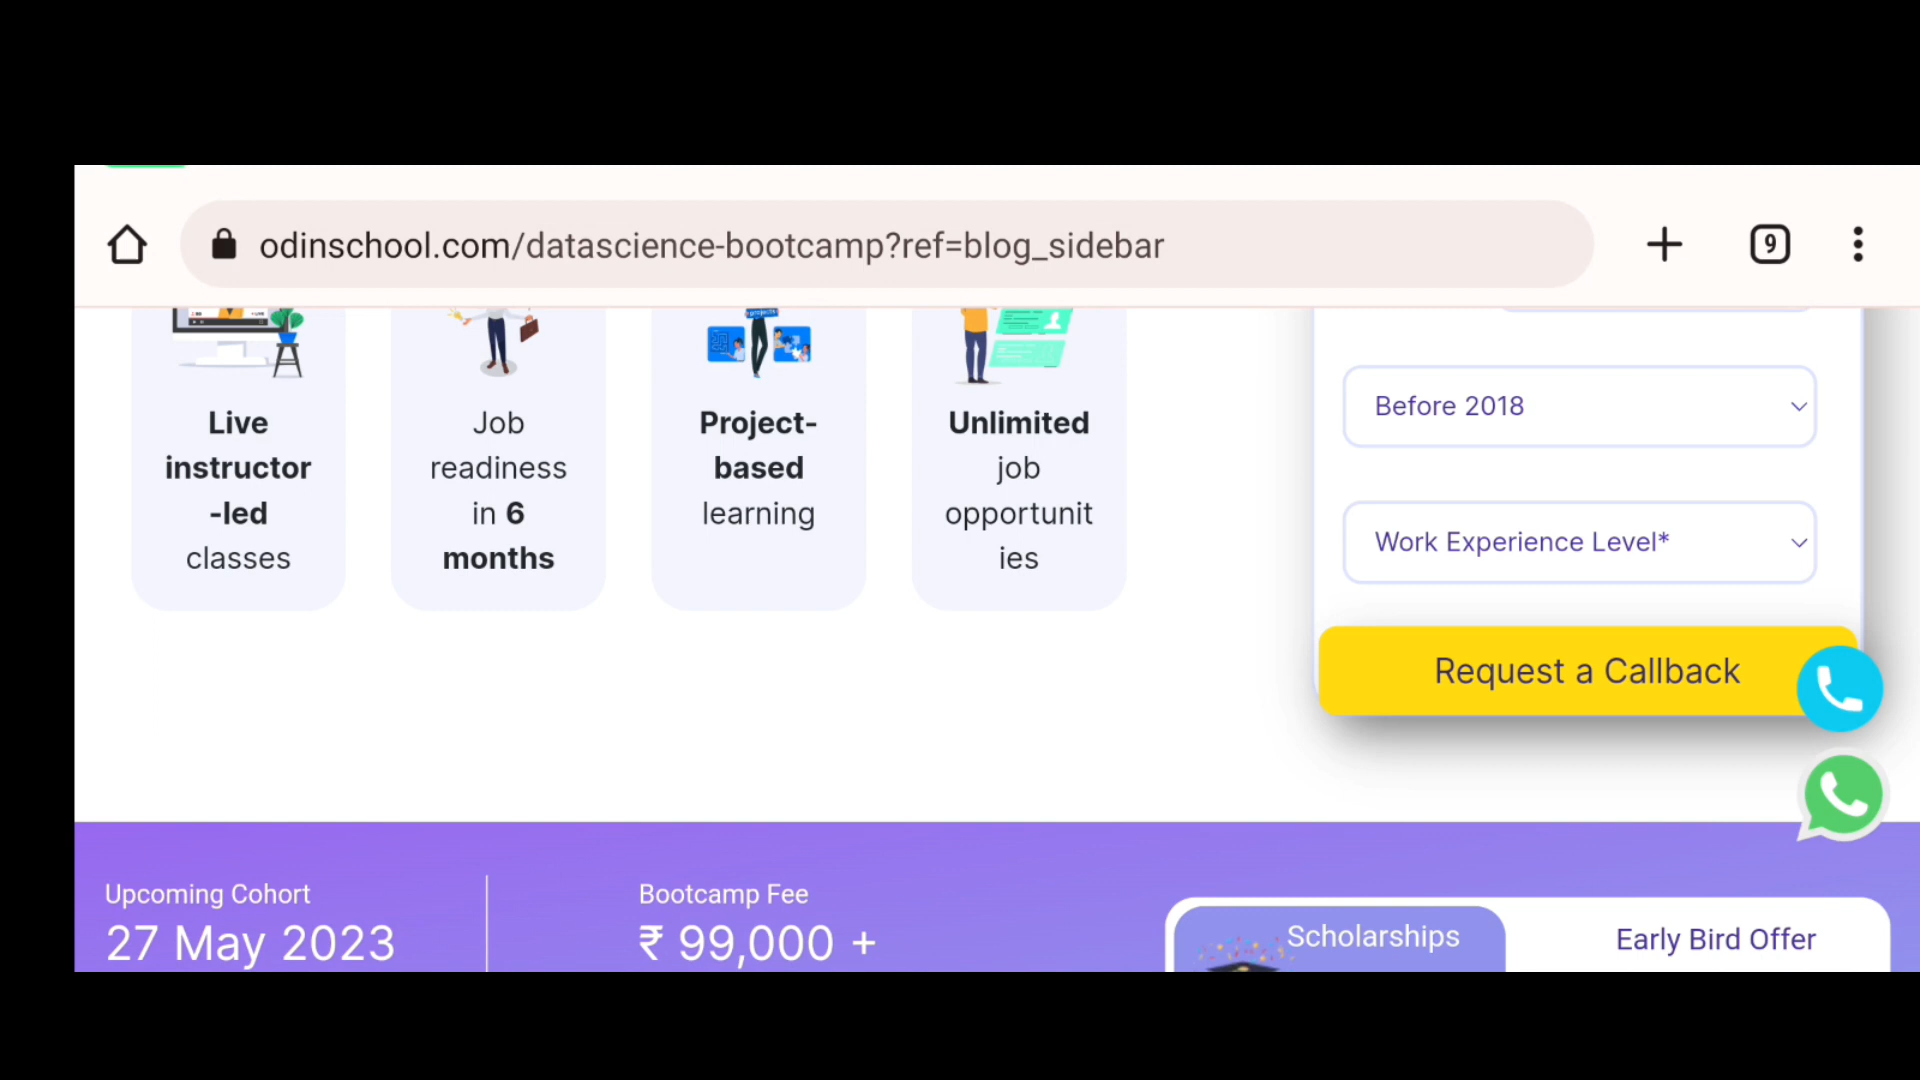 odinschool.com/datascience-bootcamp?ref=blog_sidebar
9
Live
instructor
-led
classes
Job
readiness
in 6
months
Project-
based
learning
Unlimited
job
opportunit
ies
Before 2018
Work Experience Level*
Request a Callback
Upcoming Cohort
27 May 2023
Bootcamp Fee
₹ 99,000 +
Scholarships
Early Bird Offer